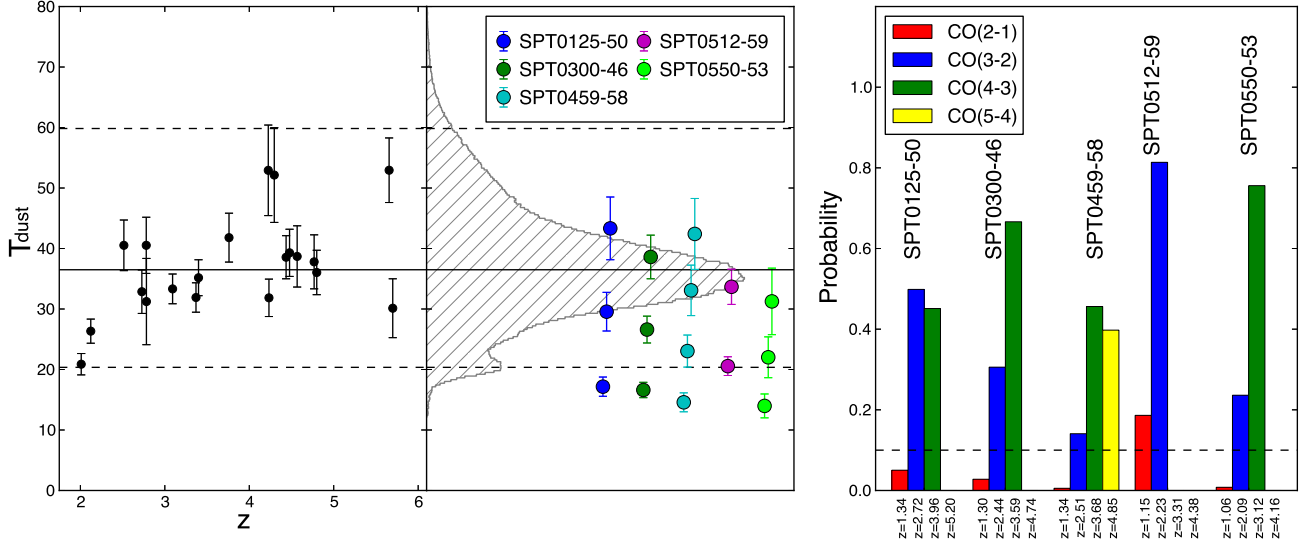 80
70
60
50
40
30
20
10
0
Tdust
2
3
4
5
6
z
SPT0125-50
SPT0512-59
SPT0300-46
SPT0550-53
SPT0459-58
CO(2-1)
CO(3-2)
CO(4-3)
CO(5-4)
Probability
1.0
0.8
0.6
0.4
0.2
0.0
SPT0125-50
SPT0300-46
SPT0459-58
SPT0512-59
SPT0550-53
z=1.34
z=2.72
z=3.96
z=5.20
z=1.30
z=2.44
z=3.59
z=4.74
z=1.34
z=2.51
z=3.68
z=4.85
z=1.15
z=2.23
z=3.31
z=4.38
z=1.06
z=2.09
z=3.12
z=4.16